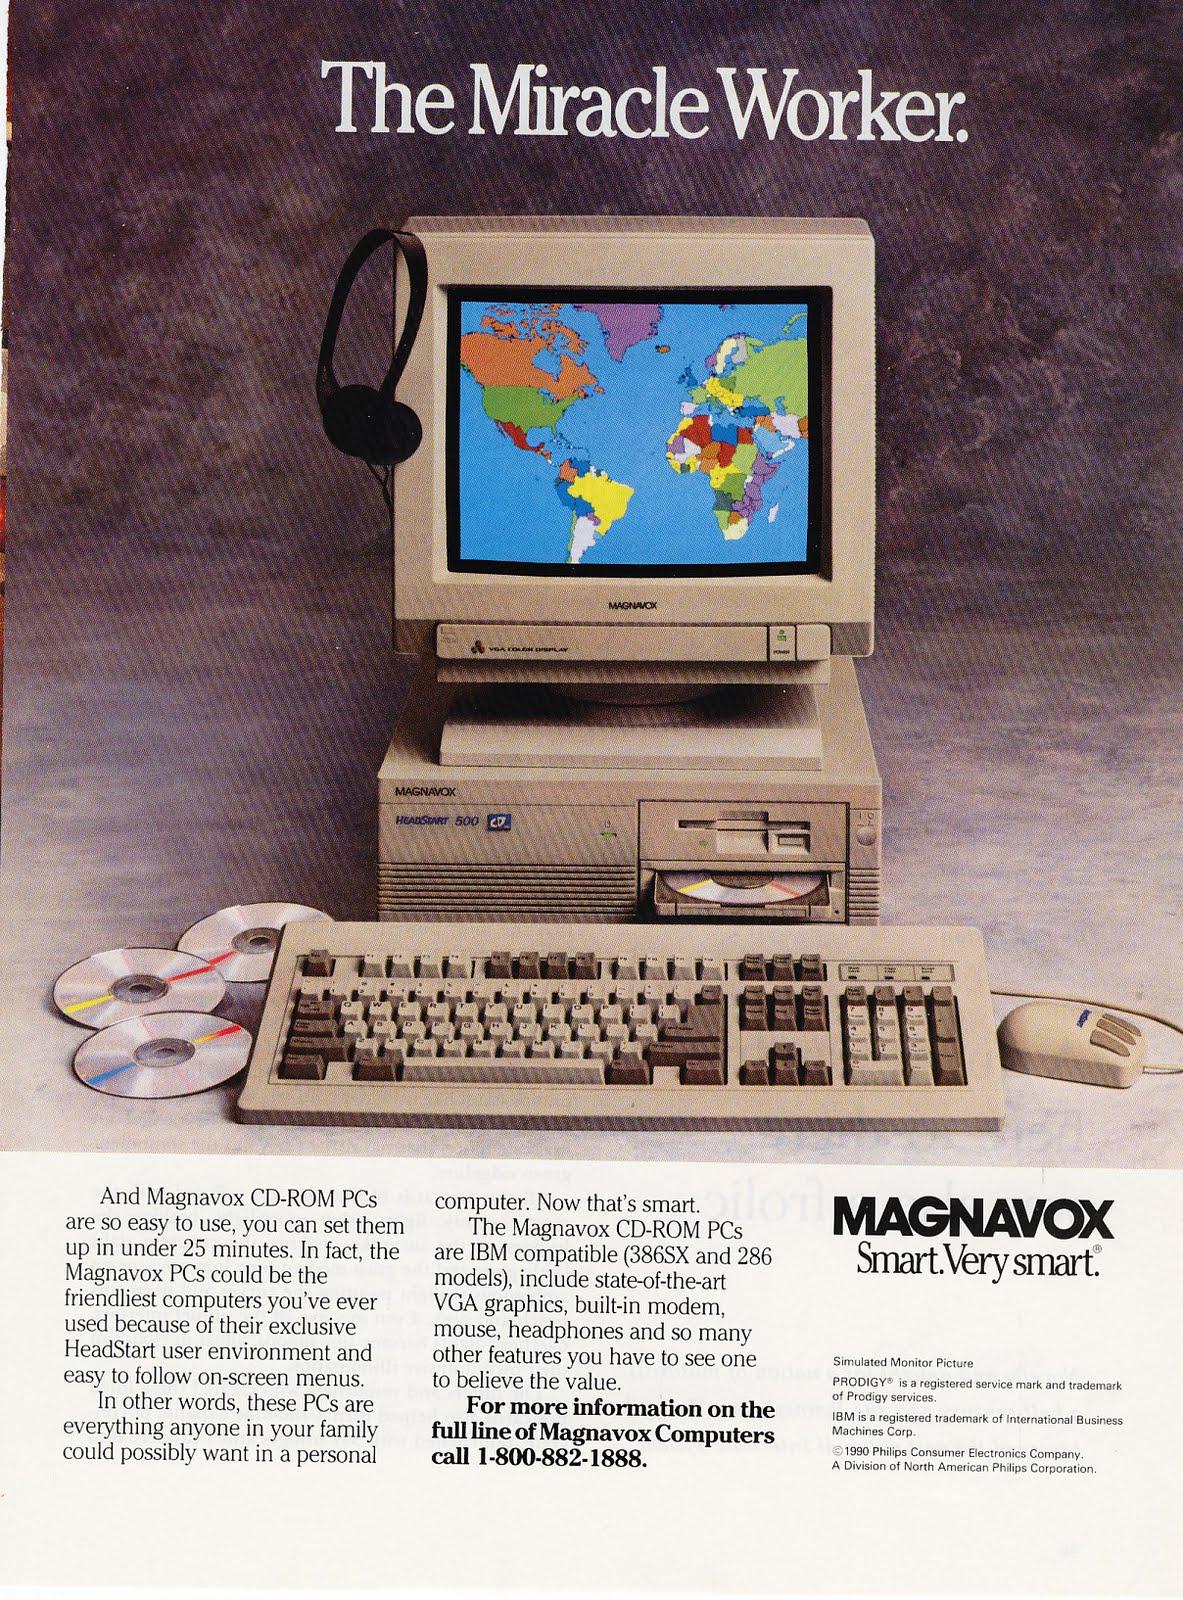 The Miracle Worker.
MAGNAVOX
VGA COLOR DISPLAY
POWER
MAGNAVOX
HEADSTART 500 CD
And Magnavox CD-ROM PCs
are so easy to use, you can set them
up in under 25 minutes. In fact, the
Magnavox PCs could be the
friendliest computers you've ever
used because of their exclusive
HeadStart user environment and
easy to follow on-screen menus.
In other words, these PCs are
everything anyone in your family
could possibly want in a personal
computer. Now that's smart.
The Magnavox CD-ROM PCs
are IBM compatible (386SX and 286
models), include state-of-the-art
VGA graphics, built-in modem,
mouse, headphones and so many
other features you have to see one
to believe the value.
For more information on the
full line of Magnavox Computers
call 1-800-882-1888.
MAGNAVOX
Smart. Very smart.®
Simulated Monitor Picture
PRODIGY® is a registered service mark and trademark
of Prodigy services.
IBM is a registered trademark of International Business
Machines Corp.
©1990 Philips Consumer Electronics Company.
A Division of North American Philips Corporation.